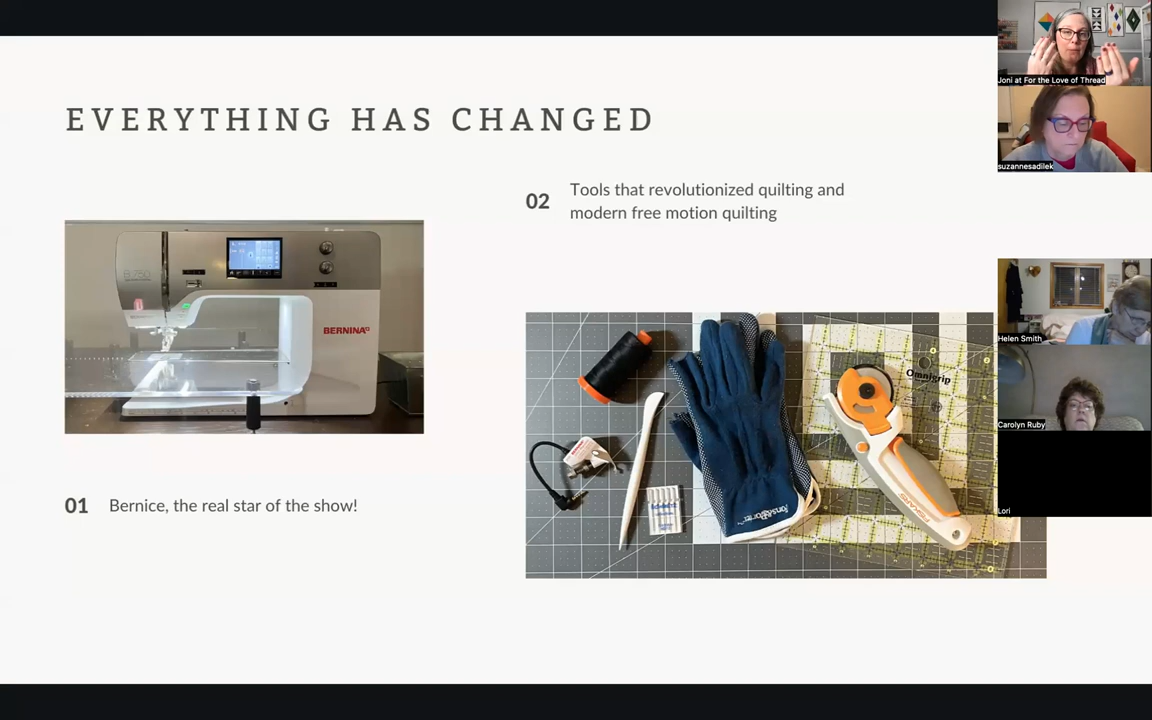 EVERYTHING HAS CHANGED
02
Tools that revolutionized quilting and
modern free motion quilting
BERNINA
Omnigrip
FISKARS
01
Bernice, the real star of the show!
Joni at For the Love of Thread
suzannesadilek
Helen Smith
Carolyn Ruby
Lori